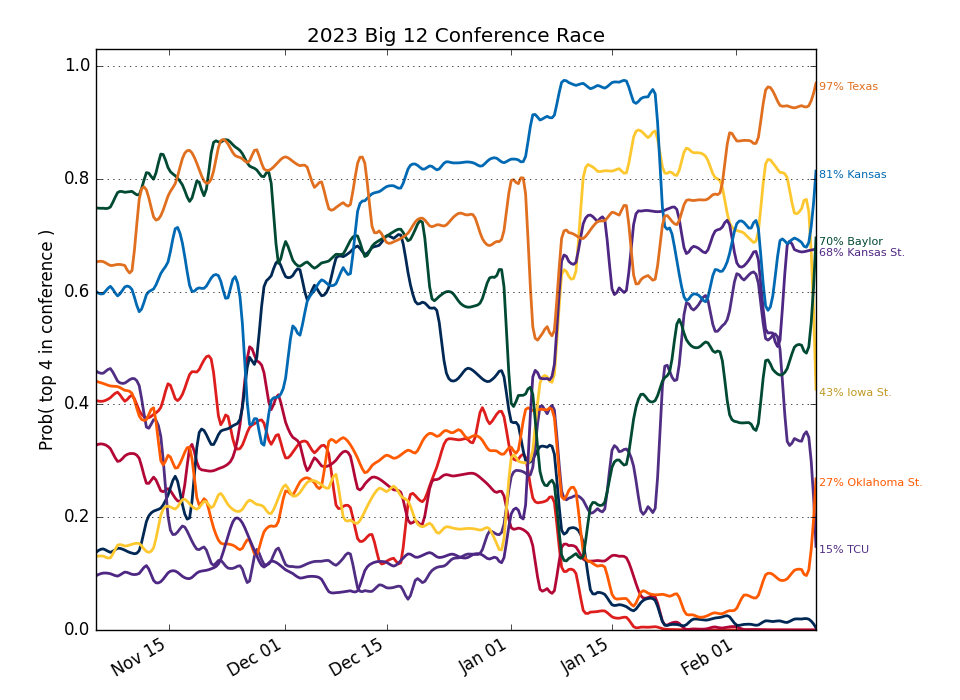 2023 Big 12 Conference Race
Prob( top 4 in conference )
1.0
0.8
0.6
0.4
0.2
0.0
Nov 15
Dec 01
Dec 15
Jan 01
Jan 15
Feb 01
97% Texas
81% Kansas
70% Baylor
68% Kansas St.
43% Iowa St.
27% Oklahoma St.
15% TCU